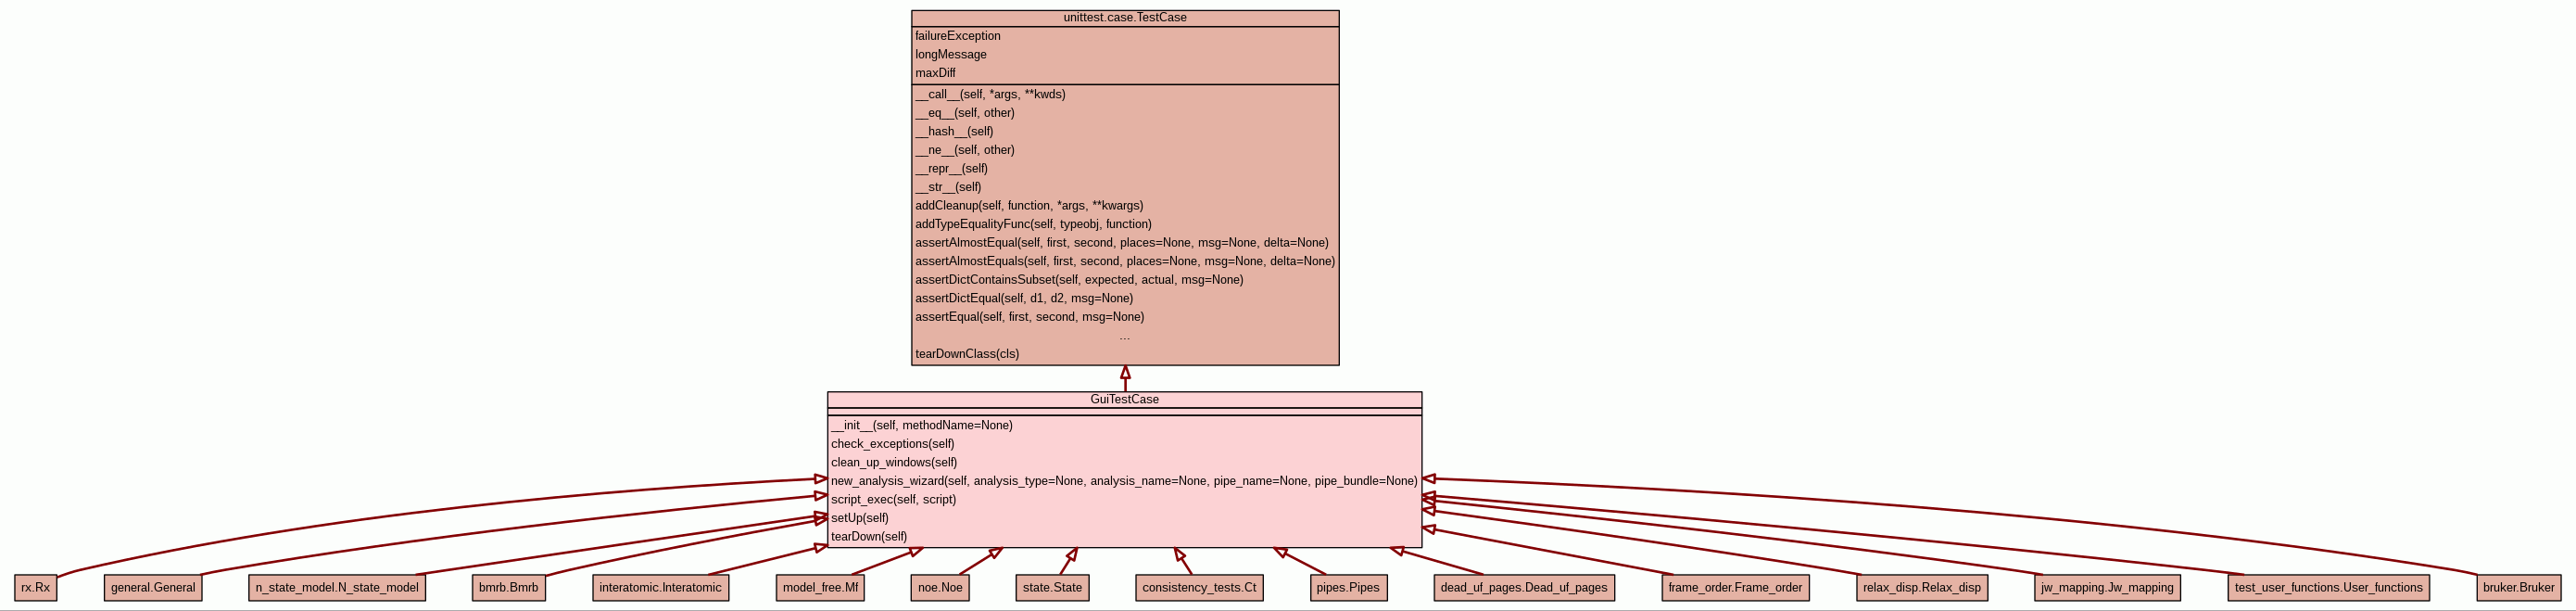 unittest.case.TestCase
failureException
longMessage
maxDiff
__call__(self, *args, **kwds)
__eq__(self, other)
__hash__(self)
__ne__(self, other)
__repr__(self)
__str__(self)
addCleanup(self, function, *args, **kwargs)
addTypeEqualityFunc(self, typeobj, function)
assertAlmostEqual(self, first, second, places=None, msg=None, delta=None)
assertAlmostEquals(self, first, second, places=None, msg=None, delta=None)
assertDictContainsSubset(self, expected, actual, msg=None)
assertDictEqual(self, d1, d2, msg=None)
assertEqual(self, first, second, msg=None)
...
tearDownClass(cls)
GuiTestCase
__init__(self, methodName=None)
check_exceptions(self)
clean_up_windows(self)
new_analysis_wizard(self, analysis_type=None, analysis_name=None, pipe_name=None, pipe_bundle=None)
script_exec(self, script)
setUp(self)
tearDown(self)
rx.Rx
general.General
n_state_model.N_state_model
bmrb.Bmrb
interatomic.Interatomic
model_free.Mf
noe.Noe
state.State
consistency_tests.Ct
pipes.Pipes
dead_uf_pages.Dead_uf_pages
frame_order.Frame_order
relax_disp.Relax_disp
jw_mapping.Jw_mapping
test_user_functions.User_functions
bruker.Bruker